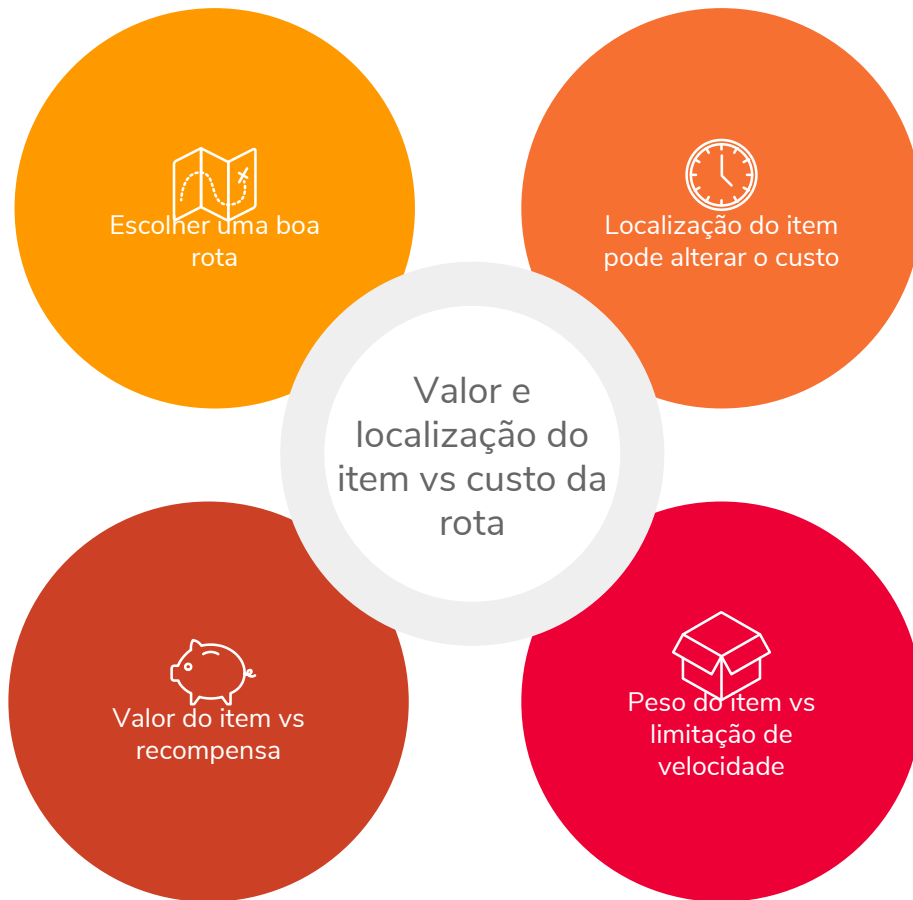 Escolher uma boa
rota
Localização do item
pode alterar o custo
Valor e
localização do
item vs custo da
rota
Valor do item vs
recompensa
Peso do item vs
limitação de
velocidade